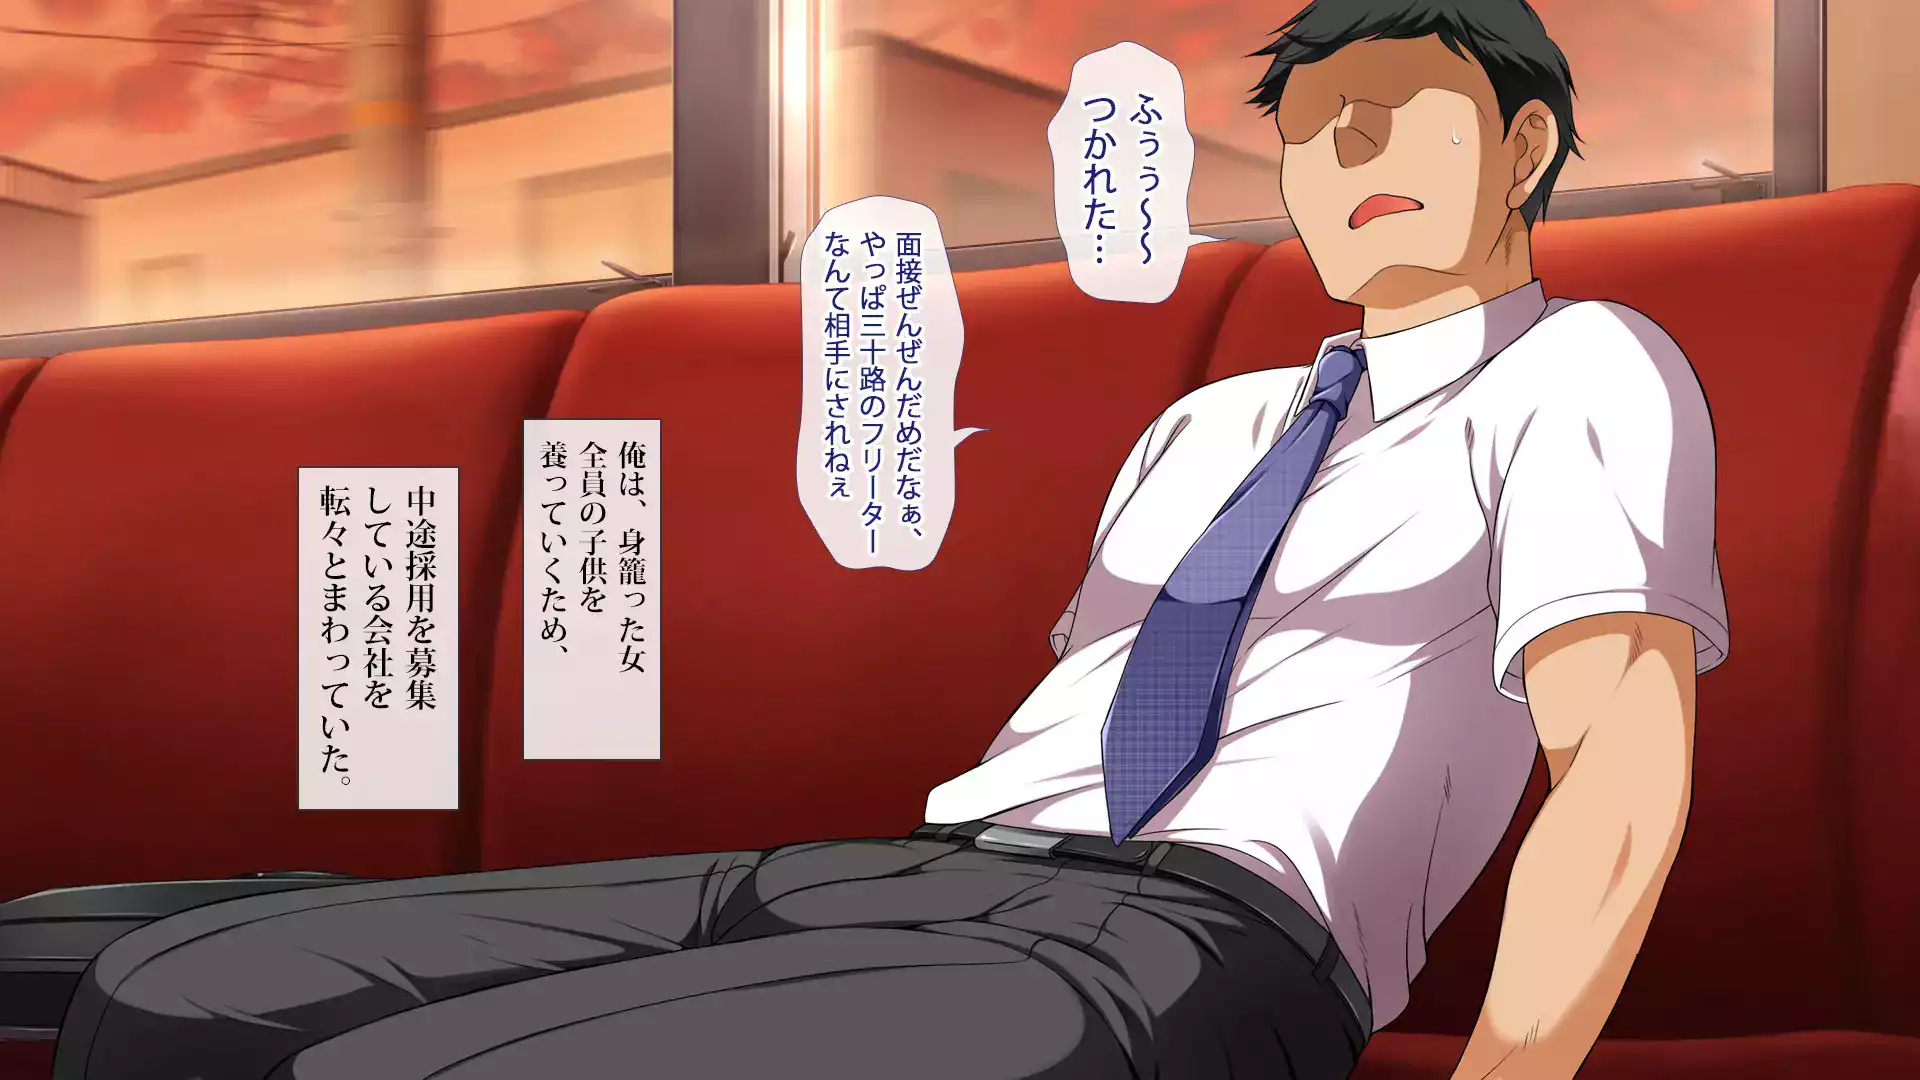 ふぅぅ～～
つかれた…
面接ぜんぜんだめだなぁ、
やっぱ三十路のフリーター
なんて相手にされねぇ
俺は、身籠った女
全員の子供を
養っていくため、
中途採用を募集
している会社を
転々とまわっていた。